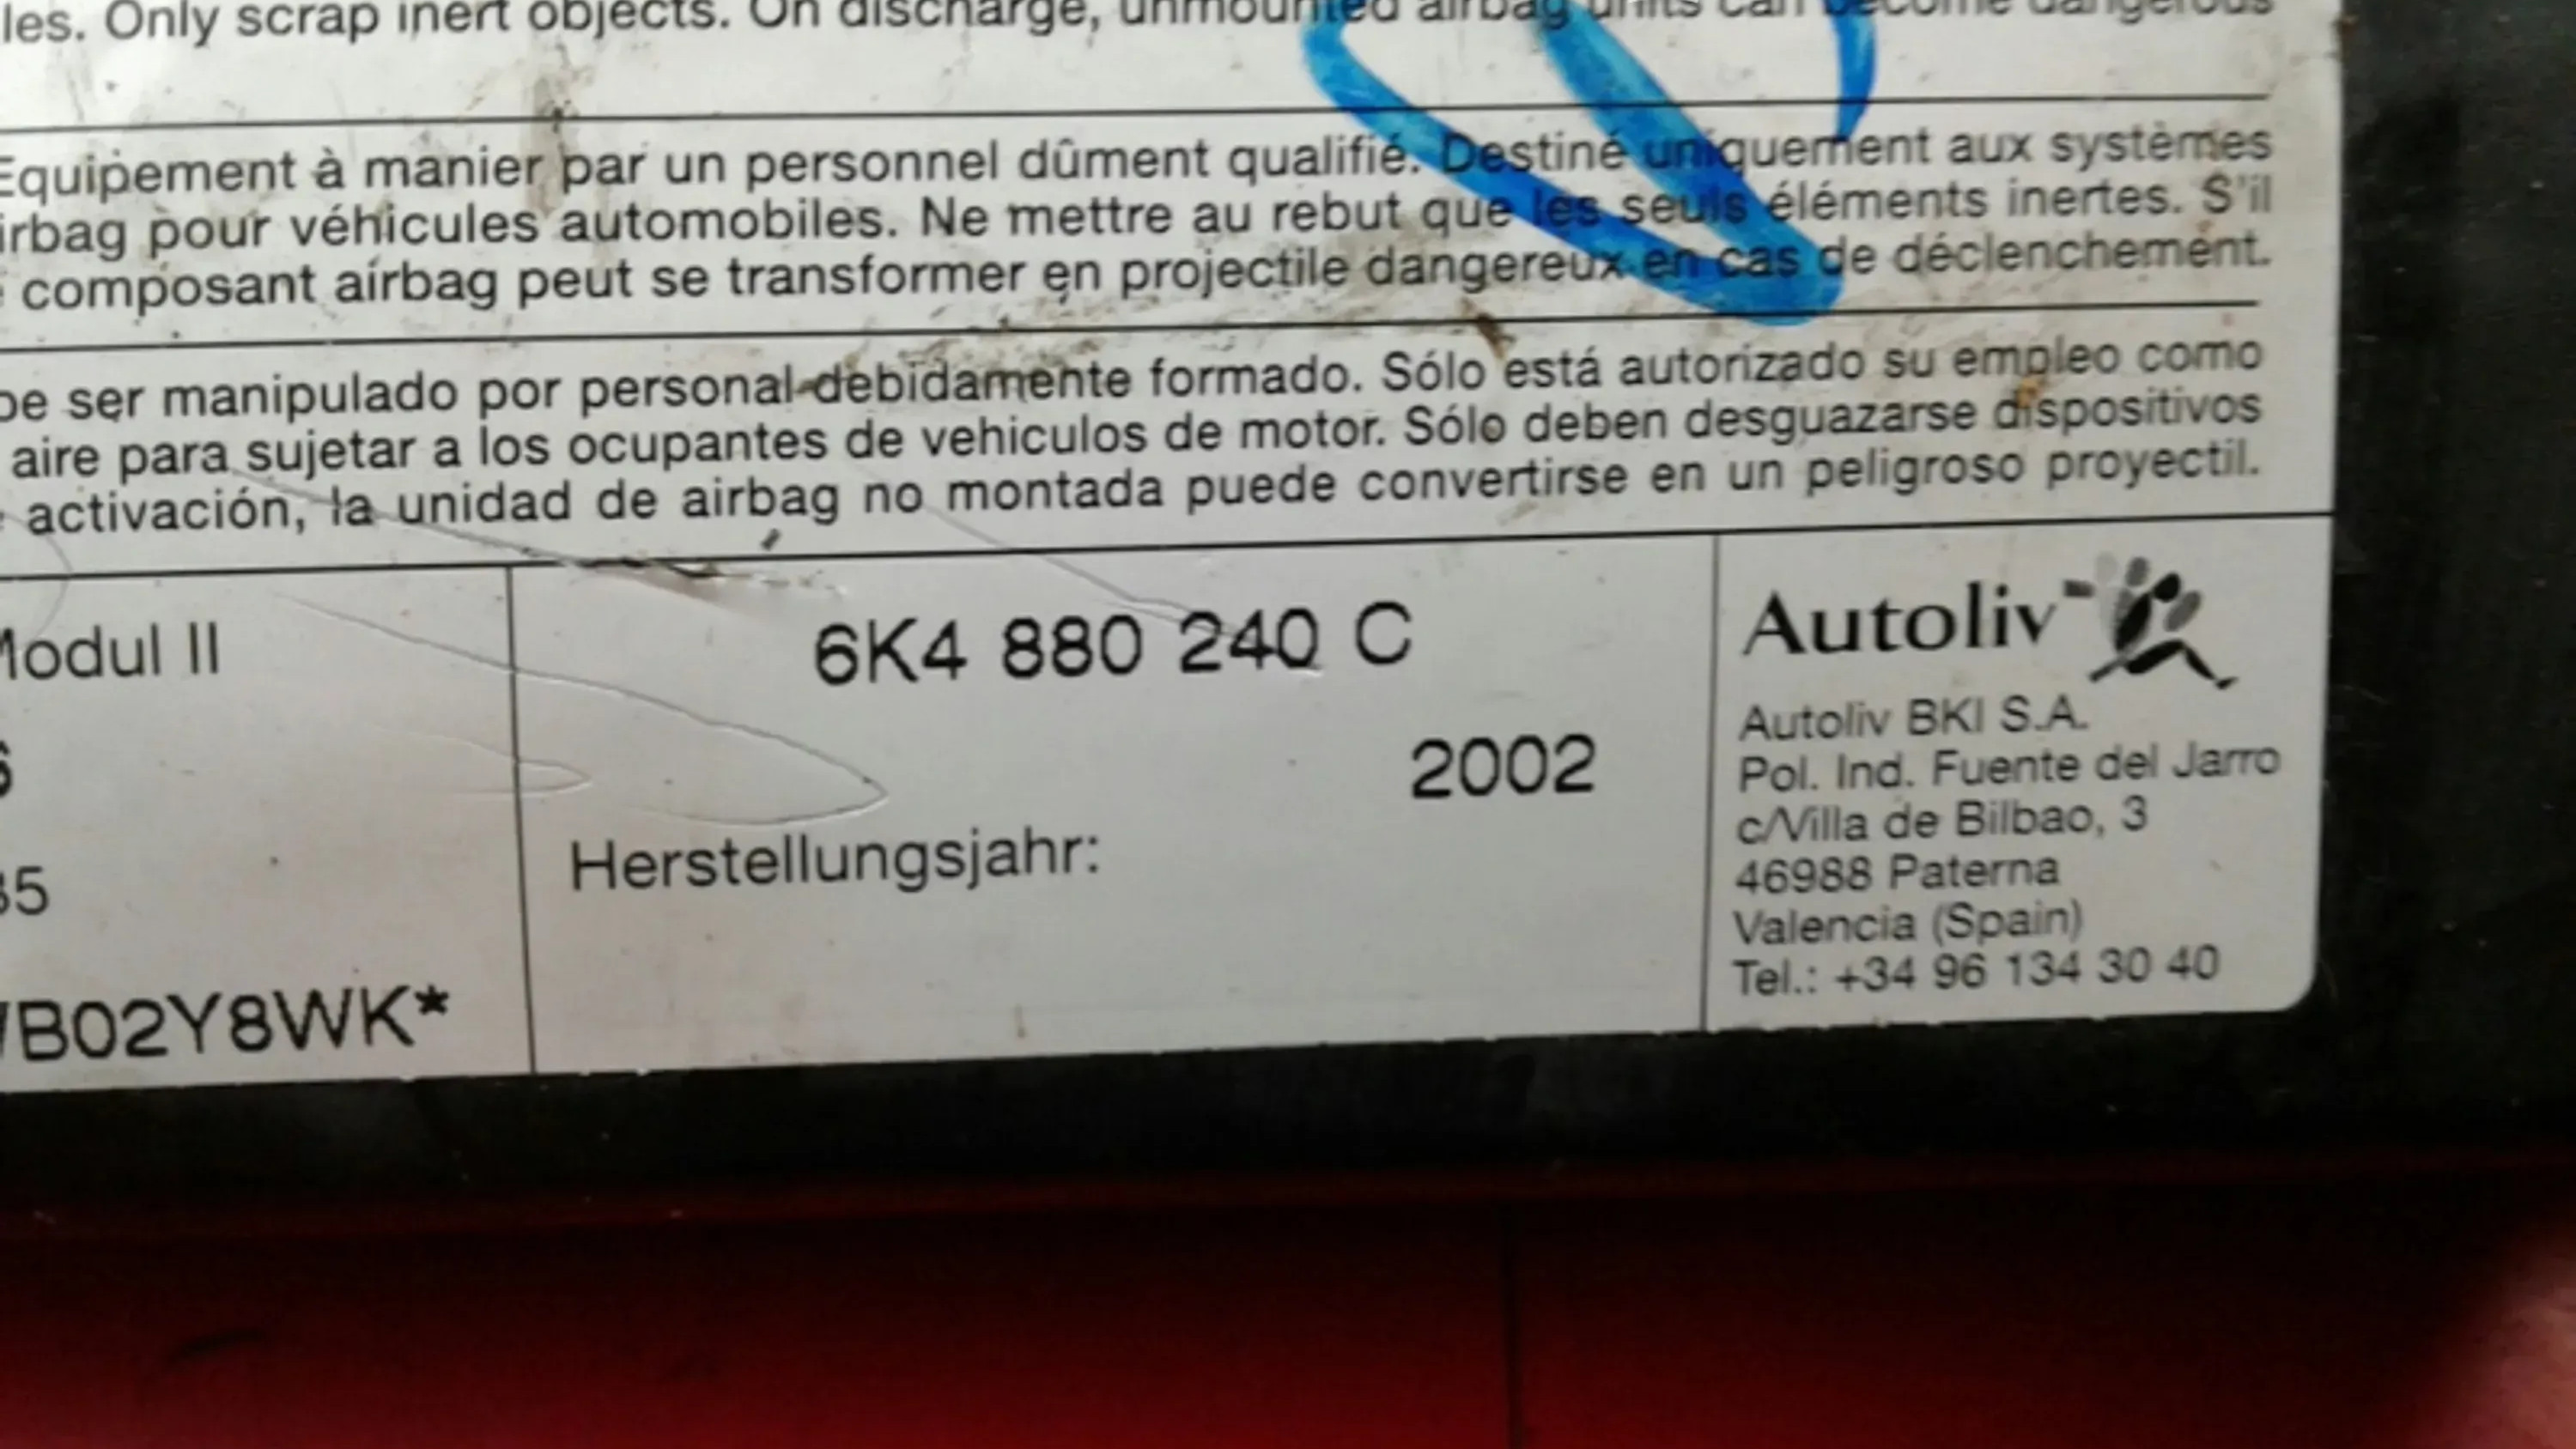 les. Only scrap inert objects. On discharge, unmounted airbag units can become dangerous
Equipement à manier par un personnel dûment qualifié. Destiné uniquement aux systèmes
irbag pour véhicules automobiles. Ne mettre au rebut que les seuls éléments inertes. S'il
composant airbag peut se transformer en projectile dangereux en cas de déclenchement.
be ser manipulado por personal debidamente formado. Sólo está autorizado su empleo como
aire para sujetar a los ocupantes de vehiculos de motor. Sólo deben desguazarse dispositivos
activación, la unidad de airbag no montada puede convertirse en un peligroso proyectil.
Modul II
35
B02Y8WK*
6K4 880 240 C
2002
Herstellungsjahr:
Autoliv
Autoliv BKI S.A.
Pol. Ind. Fuente del Jarro
c/Villa de Bilbao, 3
46988 Paterna
Valencia (Spain)
Tel.: +34 96 134 30 40